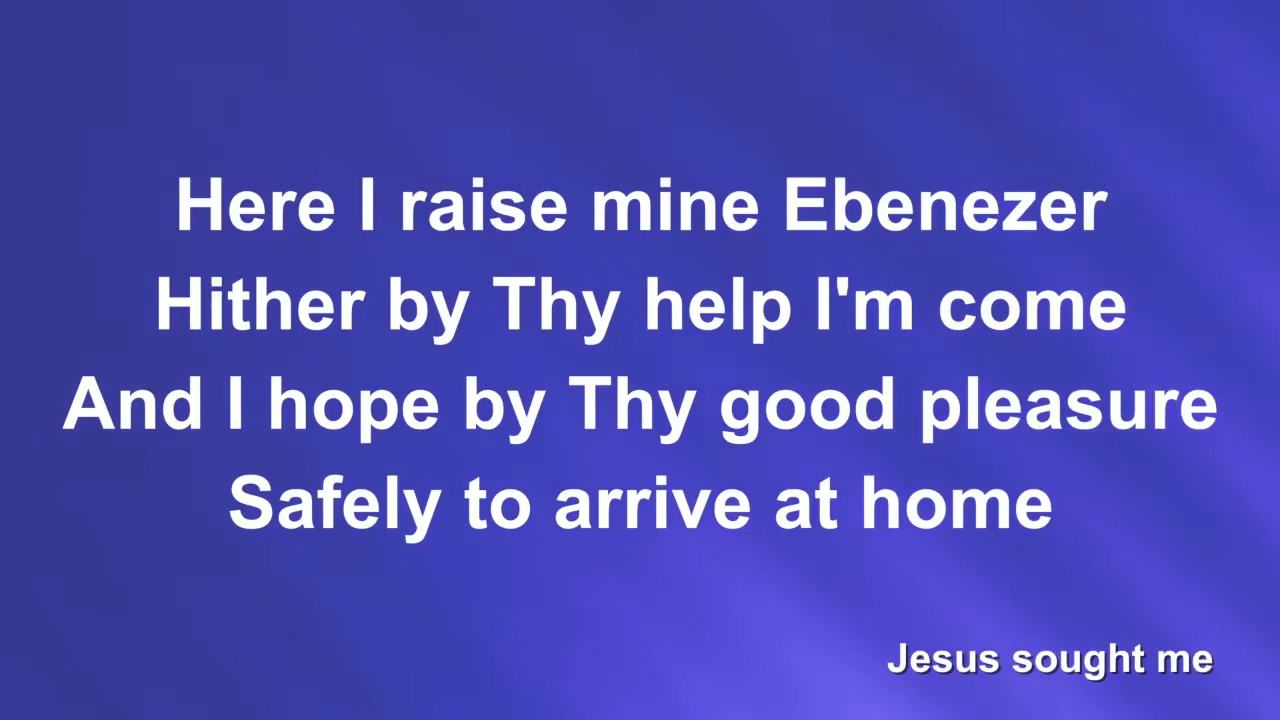 Here I raise mine Ebenezer
Hither by Thy help I'm come
And I hope by Thy good pleasure
Safely to arrive at home
Jesus sought me